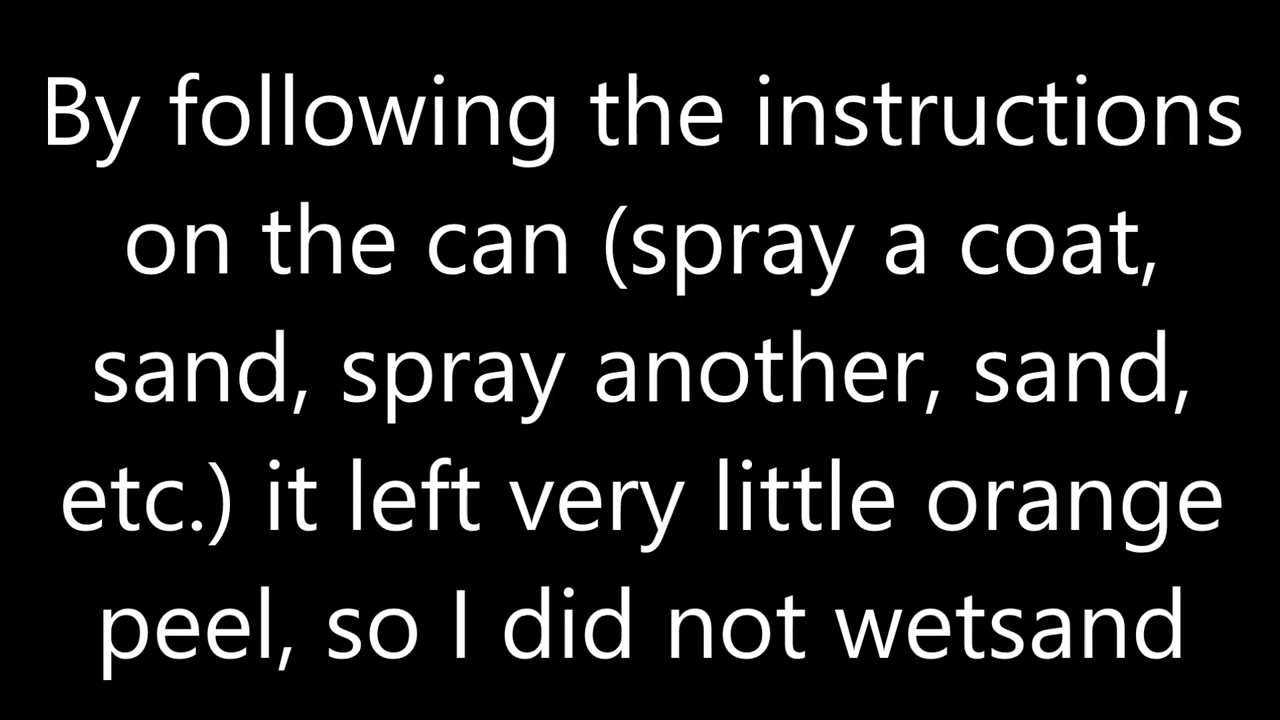 By following the instructions
on the can (spray a coat,
sand, spray another, sand,
etc.) it left very little orange
peel, so I did not wetsand